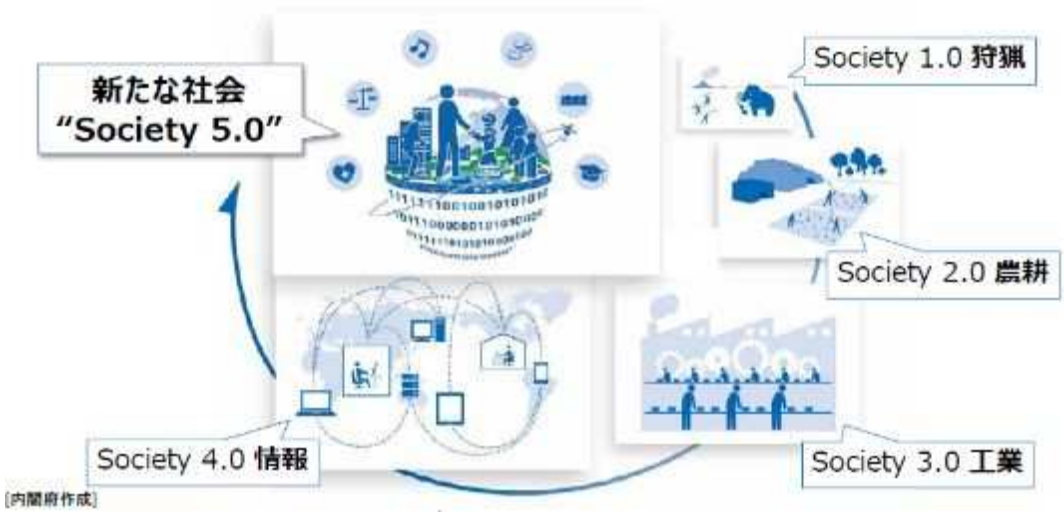 新たな社会
“Society 5.0”
Society 1.0 狩猟
Society 2.0 農耕
Society 3.0 工業
Society 4.0 情報
[内閣府作成]